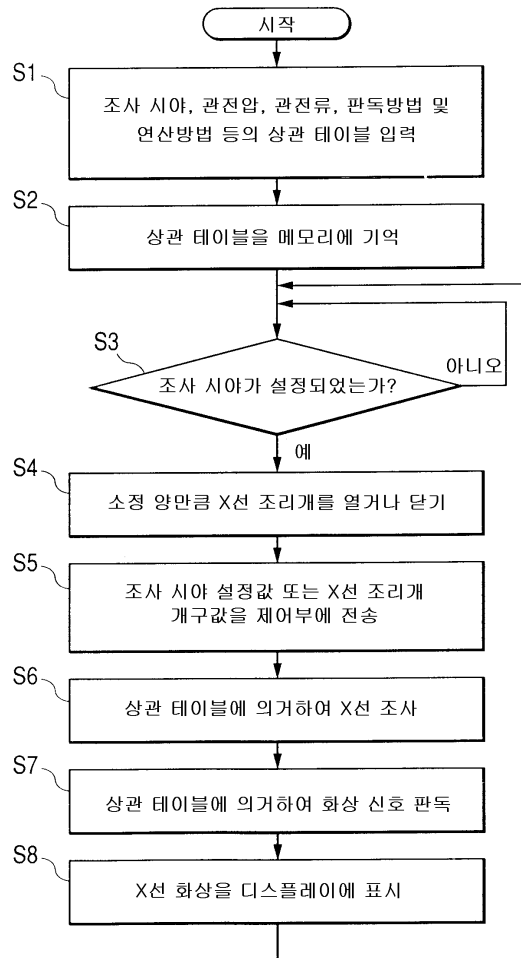 시작
S1
조사 시야, 관전압, 관전류, 판독방법 및
연산방법 등의 상관 테이블 입력
S2
상관 테이블을 메모리에 기억
S3
조사 시야가 설정되었는가?
아니오
예
S4
소정 양만큼 X선 조리개를 열거나 닫기
S5
조사 시야 설정값 또는 X선 조리개
개구값을 제어부에 전송
S6
상관 테이블에 의거하여 X선 조사
S7
상관 테이블에 의거하여 화상 신호 판독
S8
X선 화상을 디스플레이에 표시